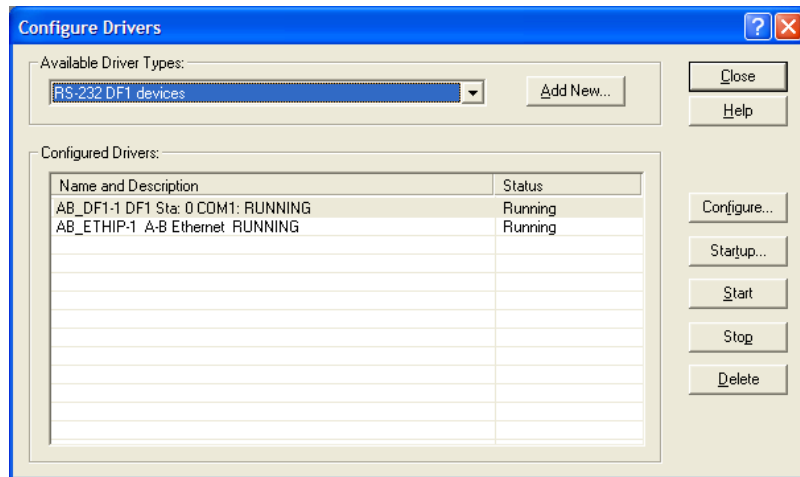 Configure Drivers
Available Driver Types:
RS-232 DF1 devices
Add New...
Close
Help
Configured Drivers:
Name and Description Status
AB_DF1-1 DF1 Sta: 0 COM1: RUNNING Running
AB_ETHIP-1 A-B Ethernet RUNNING Running
Configure...
Startup...
Start
Stop
Delete